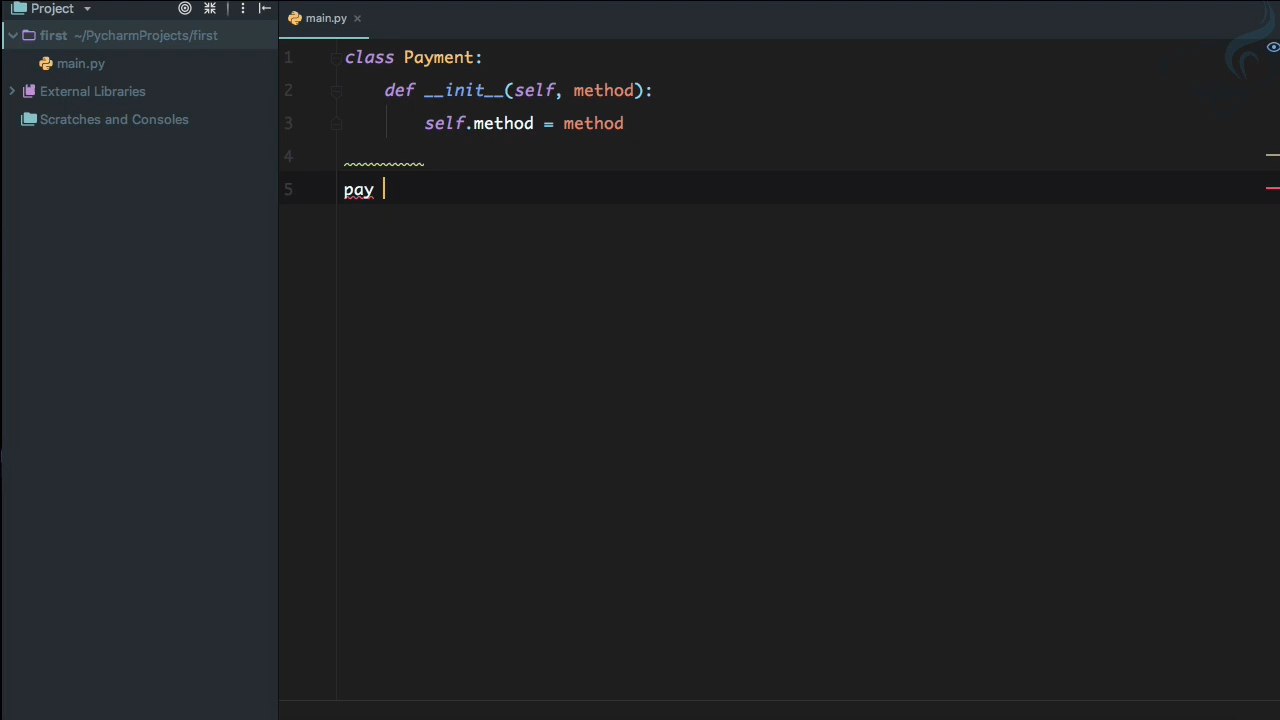 Project
main.py
first ~/PycharmProjects/first
main.py
External Libraries
Scratches and Consoles
1 class Payment:
2 def __init__(self, method):
3 self.method = method
4
5 pay